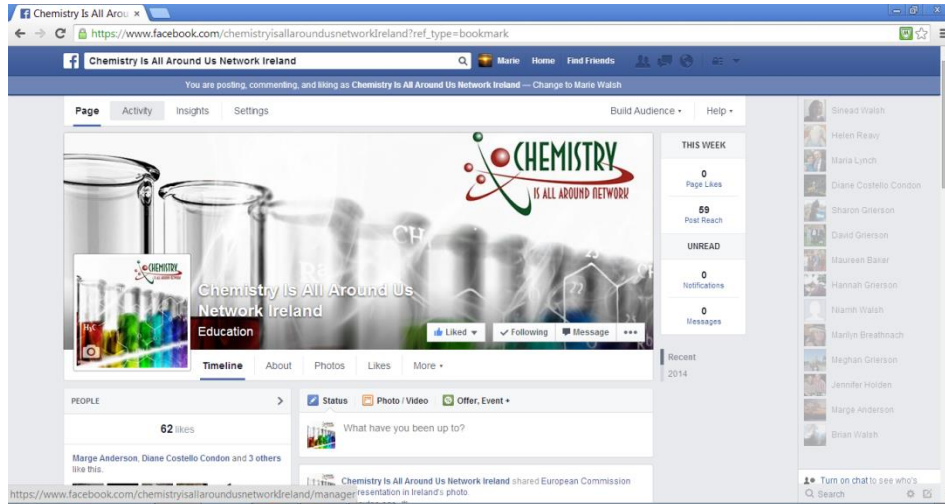 Chemistry Is All Arou
https://www.facebook.com/chemistryisallaroundusnetworkIreland?ref_type=bookmark
Chemistry Is All Around Us Network Ireland
Marie Home Find Friends
You are posting, commenting, and liking as Chemistry Is All Around Us Network Ireland — Change to Marie Walsh
Page Activity Insights Settings Build Audience Help
CHEMISTRY
IS ALL AROUND NETWORK
CH
Ra
CHEMISTRY
H₃C
Chemistry Is All Around Us
Network Ireland
Education
Liked Following Message
Timeline About Photos Likes More
THIS WEEK
0
Page Likes
59
Post Reach
UNREAD
0
Notifications
0
Messages
Recent
2014
PEOPLE
62 likes
Marge Anderson, Diane Costello Condon and 3 others
like this.
Status Photo / Video Offer, Event +
What have you been up to?
Chemistry Is All Around Us Network Ireland shared European Commission
presentation in Ireland's photo
Sinead Walsh
Helen Reavy
Maria Lynch
Diane Costello Condon
Sharon Grierson
David Grierson
Maureen Baxar
Hannah Grierson
Niamh Walsh
Marilyn Breathnach
Meghan Grierson
Jennifer Holden
Marge Anderson
Brian Walsh
Turn on chat to see who's
Search
https://www.facebook.com/chemistryisallaroundusnetworkIreland/manager